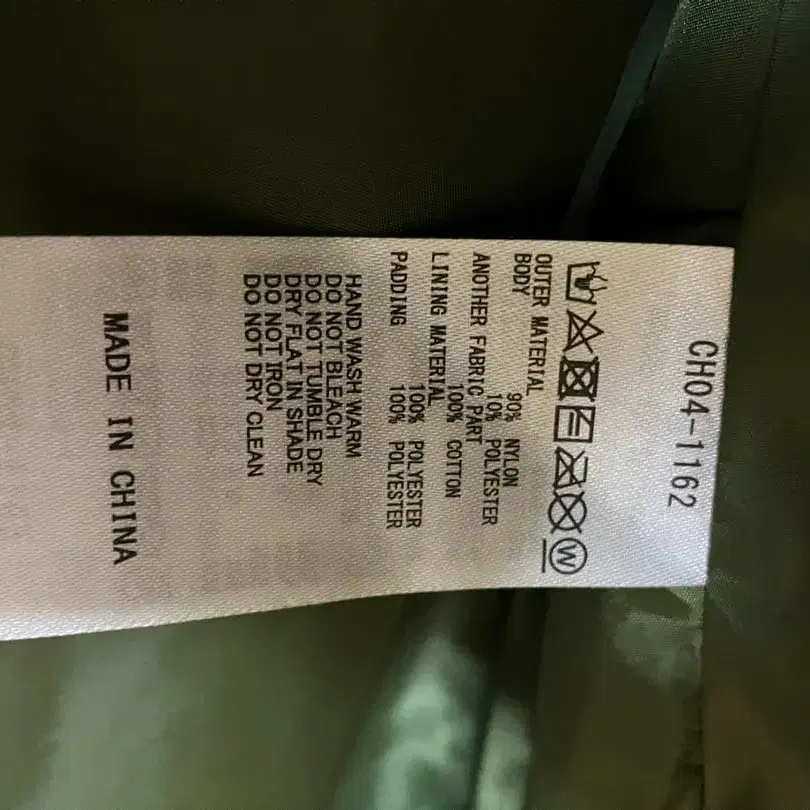 CH04-1162
W
OUTER MATERIAL
BODY
90% NYLON
10% POLYESTER
ANOTHER FABRIC PART
100% COTTON
LINING MATERIAL
100% POLYESTER
PADDING 100% POLYESTER
HAND WASH WARM
DO NOT BLEACH
DO NOT TUMBLE DRY
DRY FLAT IN SHADE
DO NOT IRON
DO NOT DRY CLEAN
MADE IN CHINA